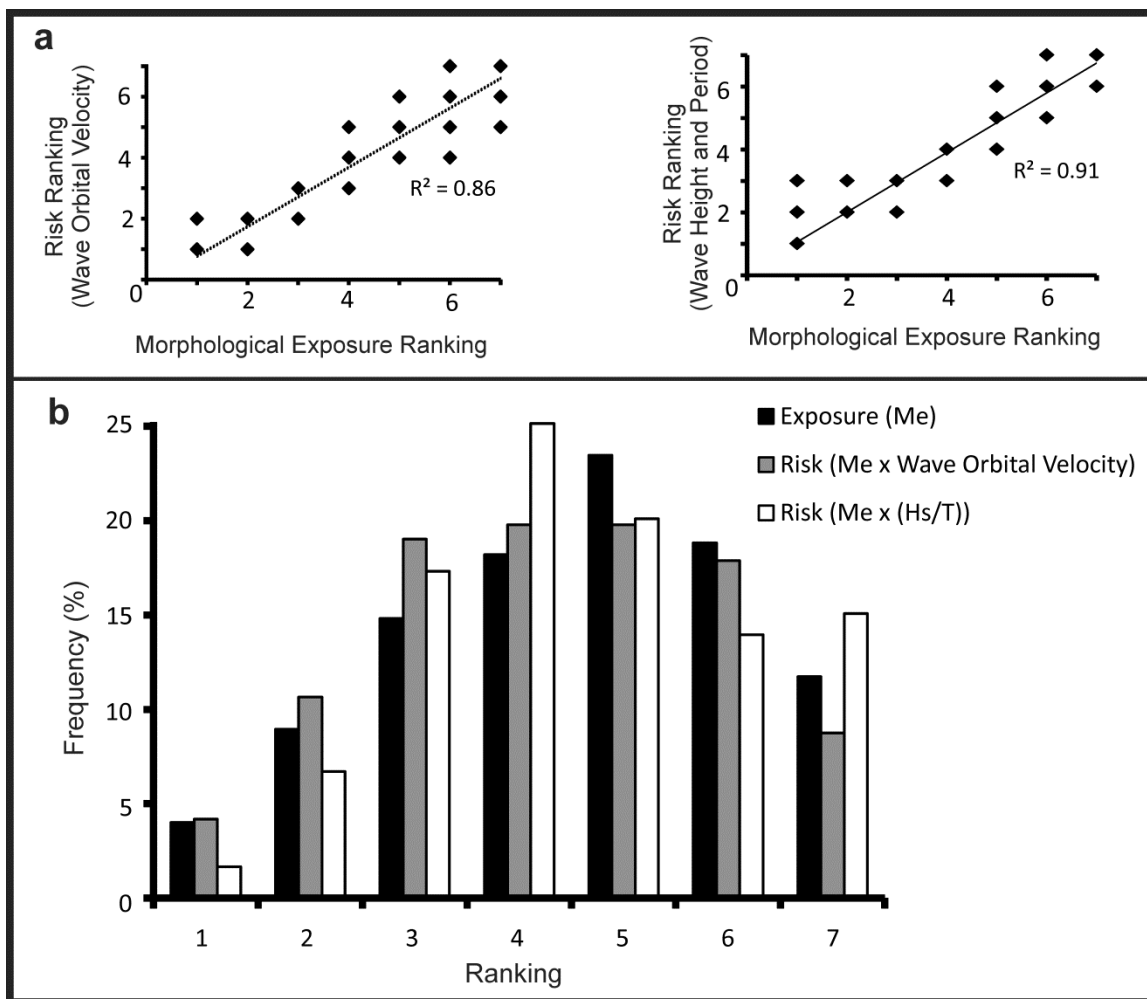 a
Risk Ranking
(Wave Orbital Velocity)
6
4
2
0
2
4
6
R² = 0.86
Morphological Exposure Ranking
Risk Ranking
(Wave Height and Period)
6
4
2
0
2
4
6
R² = 0.91
Morphological Exposure Ranking
b
Frequency (%)
25
20
15
10
5
0
1
2
3
4
5
6
7
Ranking
Exposure (Me)
Risk (Me x Wave Orbital Velocity)
Risk (Me x (Hs/T))